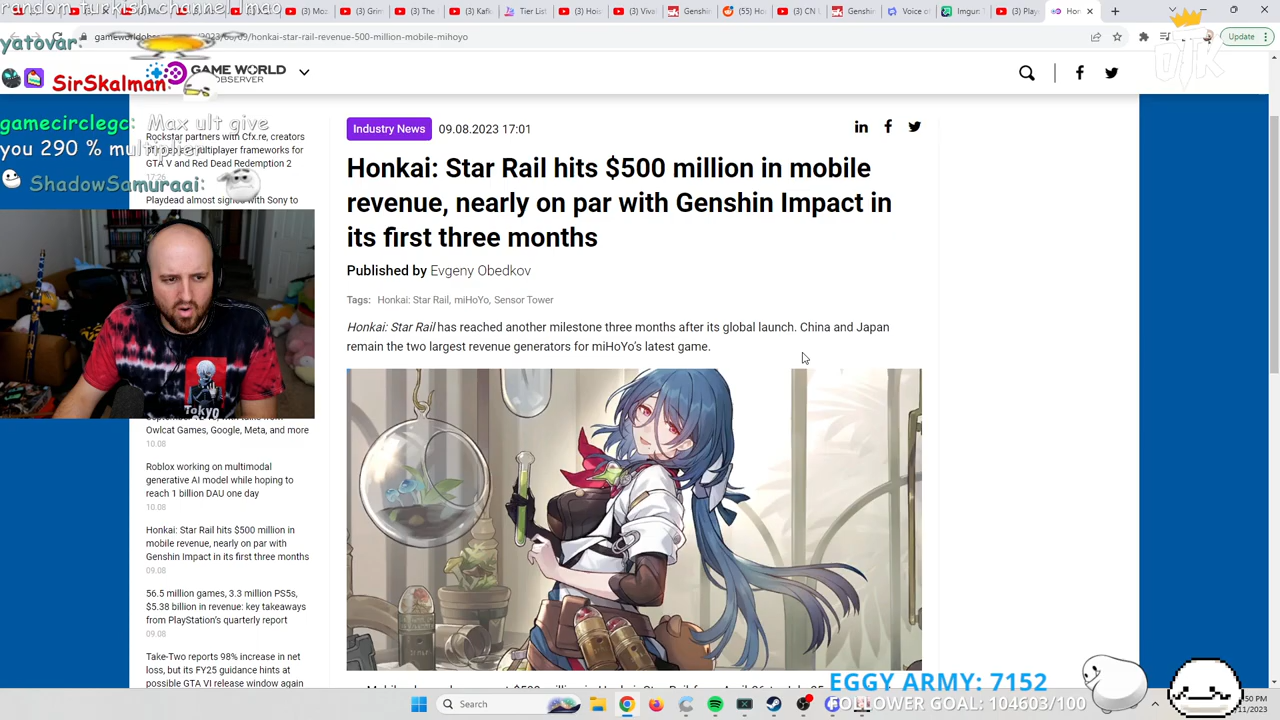 random turkish channel lmao
yatovar:
SirSkalman
gamecirclegc: Max ult give
you 290 % multiplier
ShadowSamuraai:
/09/honkai-star-rail-revenue-500-million-mobile-mihoyo
Update
GAME WORLD
OBSERVER
DJK
Rockstar partners with Cfx.re, creators
multiplayer frameworks for
GTA V and Red Dead Redemption 2
17:26
Playdead almost signed with Sony to
Owlcat Games, Google, Meta, and more
10.08
Roblox working on multimodal
generative AI model while hoping to
reach 1 billion DAU one day
10.08
Honkai: Star Rail hits $500 million in
mobile revenue, nearly on par with
Genshin Impact in its first three months
09.08
56.5 million games, 3.3 million PS5s,
$5.38 billion in revenue: key takeaways
from PlayStation's quarterly report
09.08
Take-Two reports 98% increase in net
loss, but its FY25 guidance hints at
possible GTA VI release window again
Industry News 09.08.2023 17:01
Honkai: Star Rail hits $500 million in mobile
revenue, nearly on par with Genshin Impact in
its first three months
Published by Evgeny Obedkov
Tags: Honkai: Star Rail, miHoYo, Sensor Tower
Honkai: Star Rail has reached another milestone three months after its global launch. China and Japan
remain the two largest revenue generators for miHoYo's latest game.
TOKYO
EGGY ARMY: 7152
FOLLOWER GOAL: 104603/100
Search